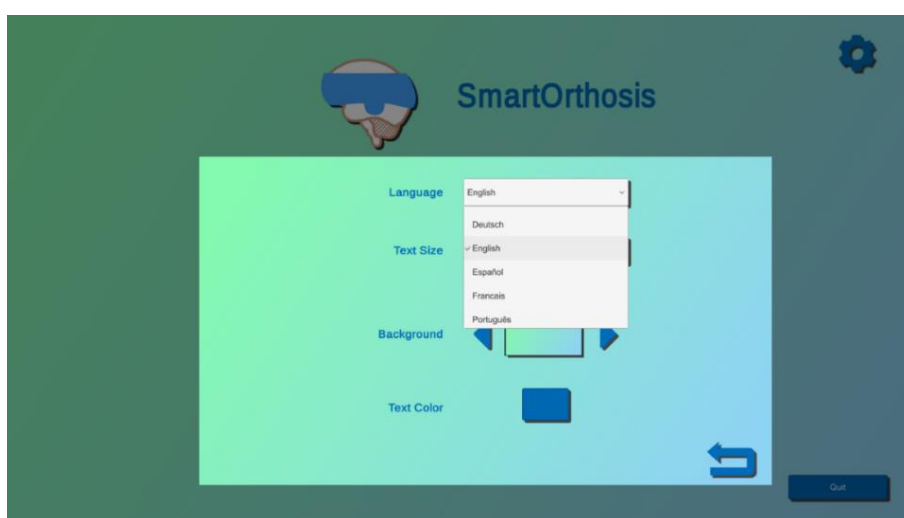 SmartOrthosis
Language
English
Deutsch
Text Size
English
Español
Francais
Português
Background
Text Color
Quit